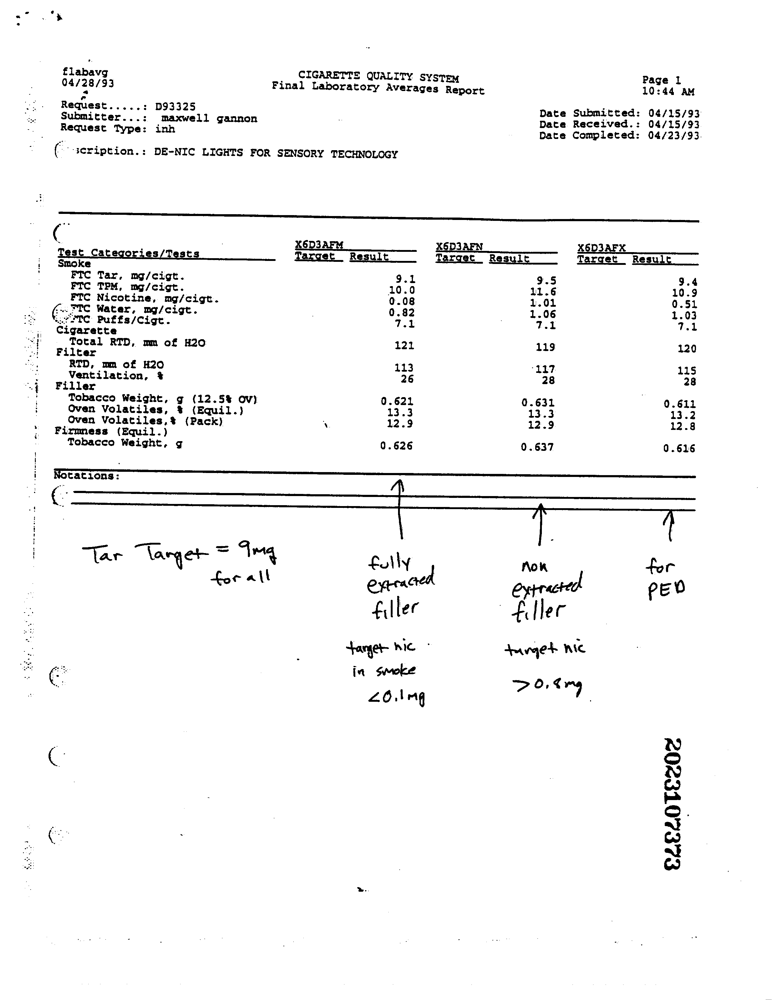 flabavg
04/28/93
CIGARETTE QUALITY SYSTEM
Final Laboratory Averages Report
Page 1
10:44 AM
Request.....: D93325
Submitter...: maxwell gannon
Request Type: inh
Date Submitted: 04/15/93
Date Received.: 04/15/93
Date Completed: 04/23/93
cription.: DE-NIC LIGHTS FOR SENSORY TECHNOLOGY
X6D3AFM X6D3AFN X6D3AFX
Test Categories/Tests Target Result Target Result Target Result
Smoke
FTC Tar, mg/cigt. 9.1 9.5 9.4
FTC TPM, mg/cigt. 10.0 11.6 10.9
FTC Nicotine, mg/cigt. 0.08 1.01 0.51
FTC Water, mg/cigt. 0.82 1.06 1.03
FTC Puffs/Cigt. 7.1 7.1 7.1
Cigarette
Total RTD, mm of H2O 121 119 120
Filter
RTD, mm of H2O 113 117 115
Ventilation, % 26 28 28
Filler
Tobacco Weight, g (12.5% OV) 0.621 0.631 0.611
Oven Volatiles, % (Equil.) 13.3 13.3 13.2
Oven Volatiles,% (Pack) 12.9 12.9 12.8
Firmness (Equil.)
Tobacco Weight, g 0.626 0.637 0.616
Notations:
Tar Target = 9mg
for all
fully
extracted
filler
target nic
in smoke
<0.1mg
non
extracted
filler
target nic
>0.8mg
for
PED
2023107373